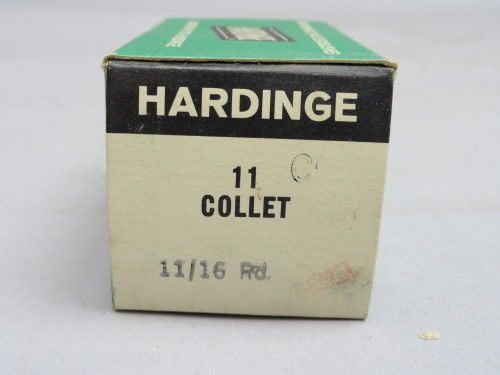 HARDINGE
11
COLLET
11/16 Rd.